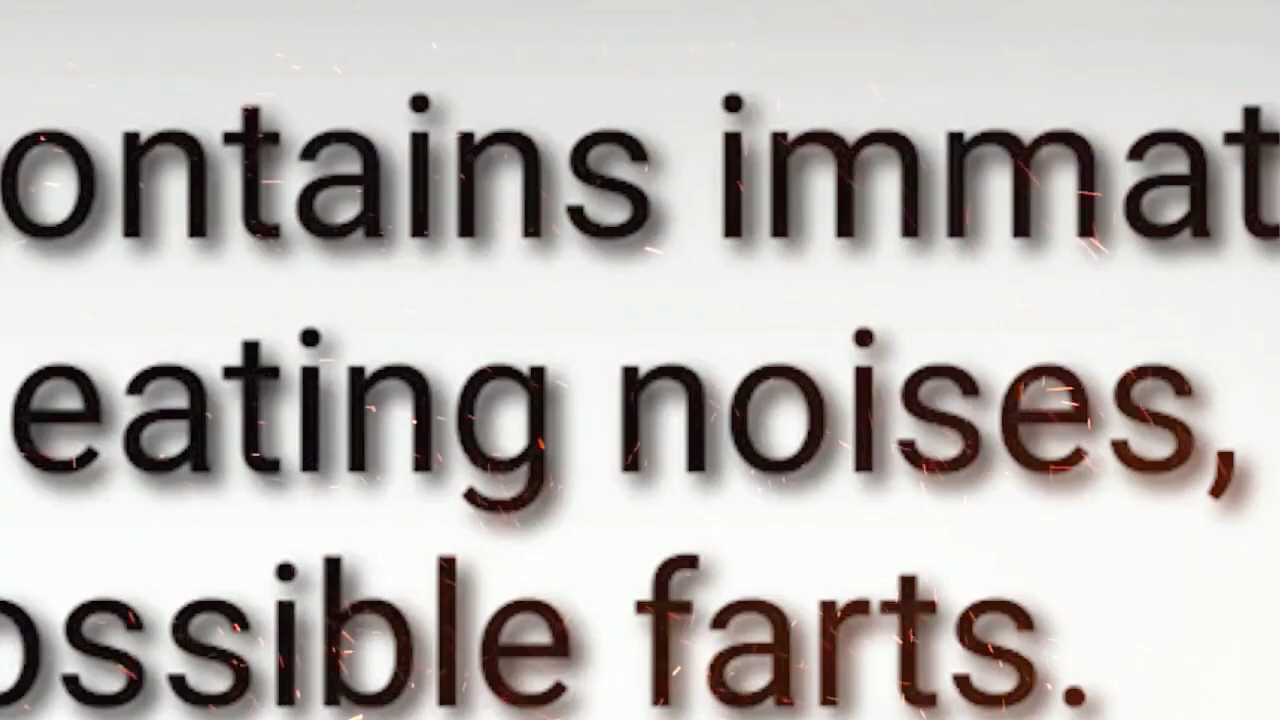 ontains immat
eating noises,
ossible farts.